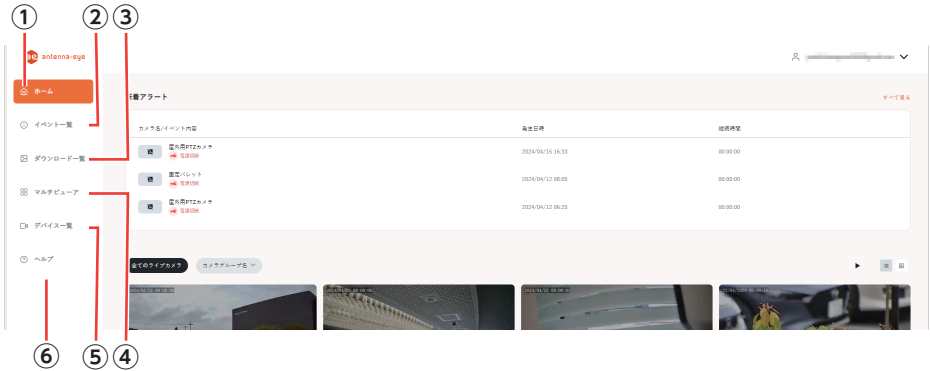 ① ② ③
antenna-eye
ホーム
新着アラート
すべて見る
イベント一覧
カメラ名/イベント内容 発生日時 継続時間
ダウンロード一覧
屋外用PTZカメラ
電源切断
2024/04/15 16:33 00:00:00
固定バレット
電源切断
2024/04/12 08:08 00:00:00
マルチビューア
屋外用PTZカメラ
電源切断
2024/04/12 06:25 00:00:00
デバイス一覧
ヘルプ
全てのライブカメラ カメラグループ名
⑥ ⑤ ④